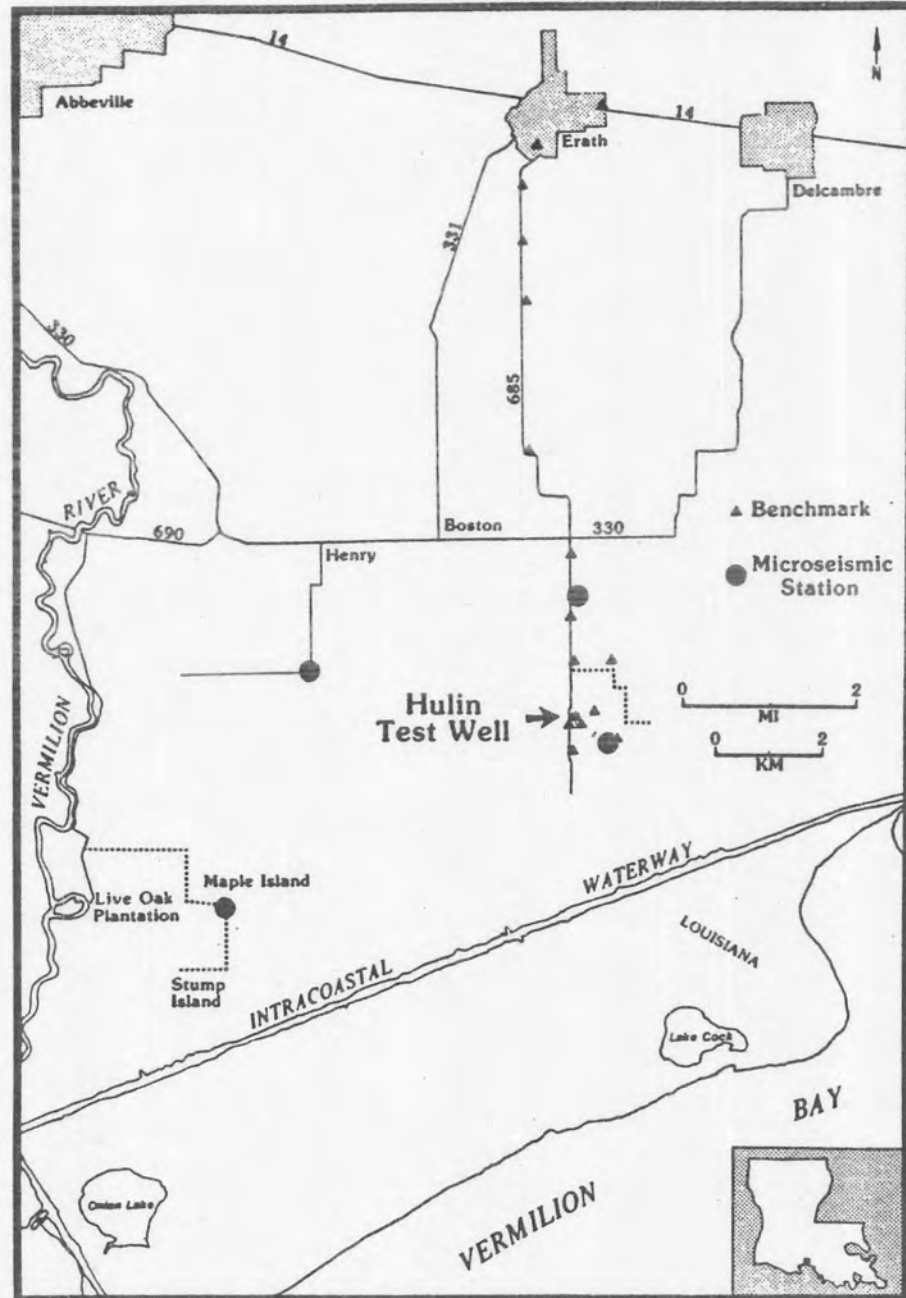 14
N
Abbeville
Erath
14
Delcambre
331
330
685
RIVER
690
Boston
330
Henry
Benchmark
Microseismic
Station
Hulin
Test Well
0 2
MI
0 2
KM
VERMILION
Maple Island
Live Oak
Plantation
Stump
Island
INTRACOASTAL WATERWAY
LOUISIANA
Lake Cock
VERMILION BAY
Onion Lake